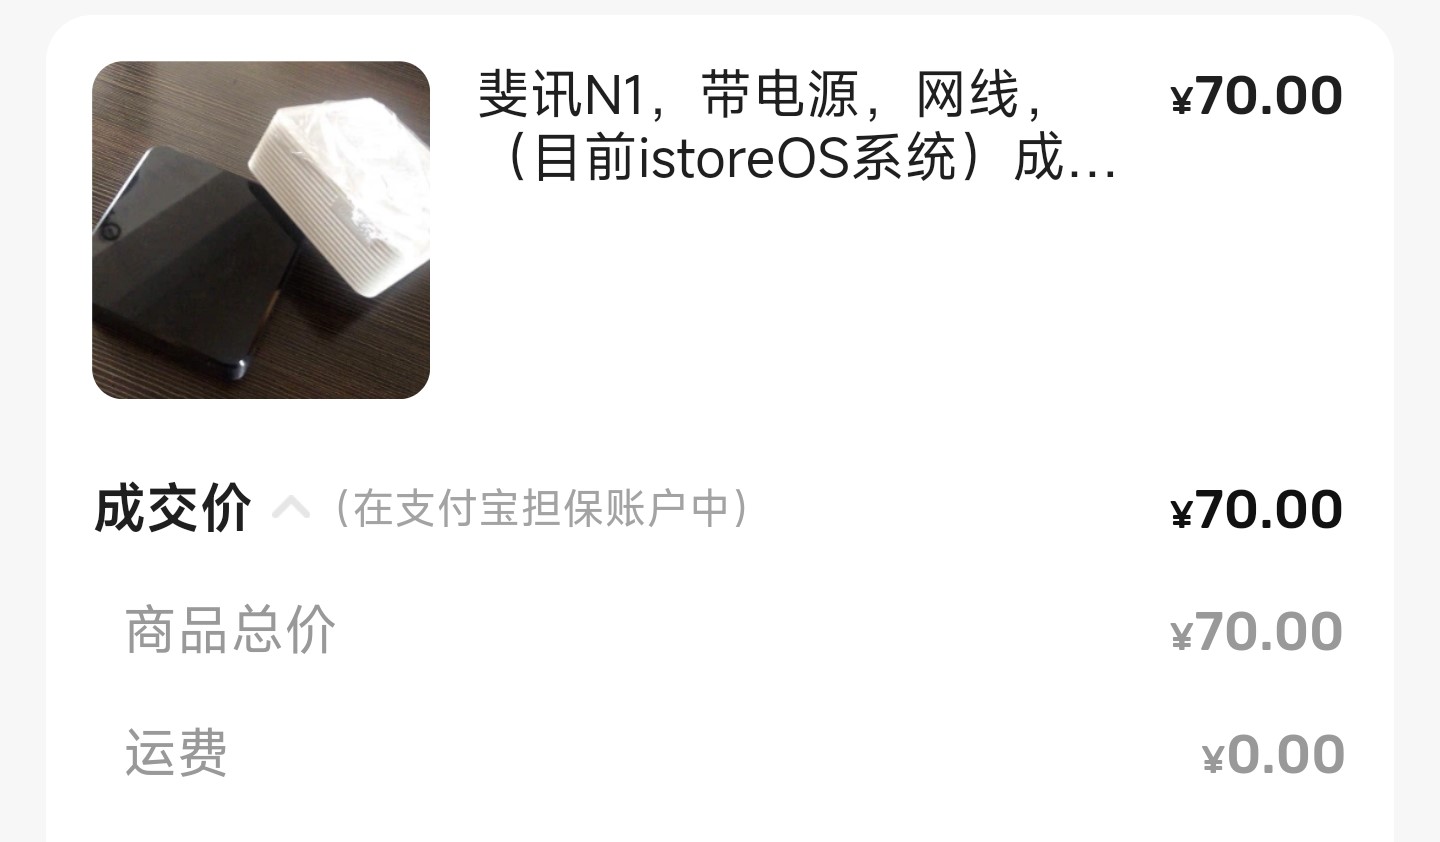 斐讯N1，带电源，网线，
¥70.00
（目前istoreOS系统）成...
成交价 （在支付宝担保账户中） ¥70.00
商品总价 ¥70.00
运费 ¥0.00